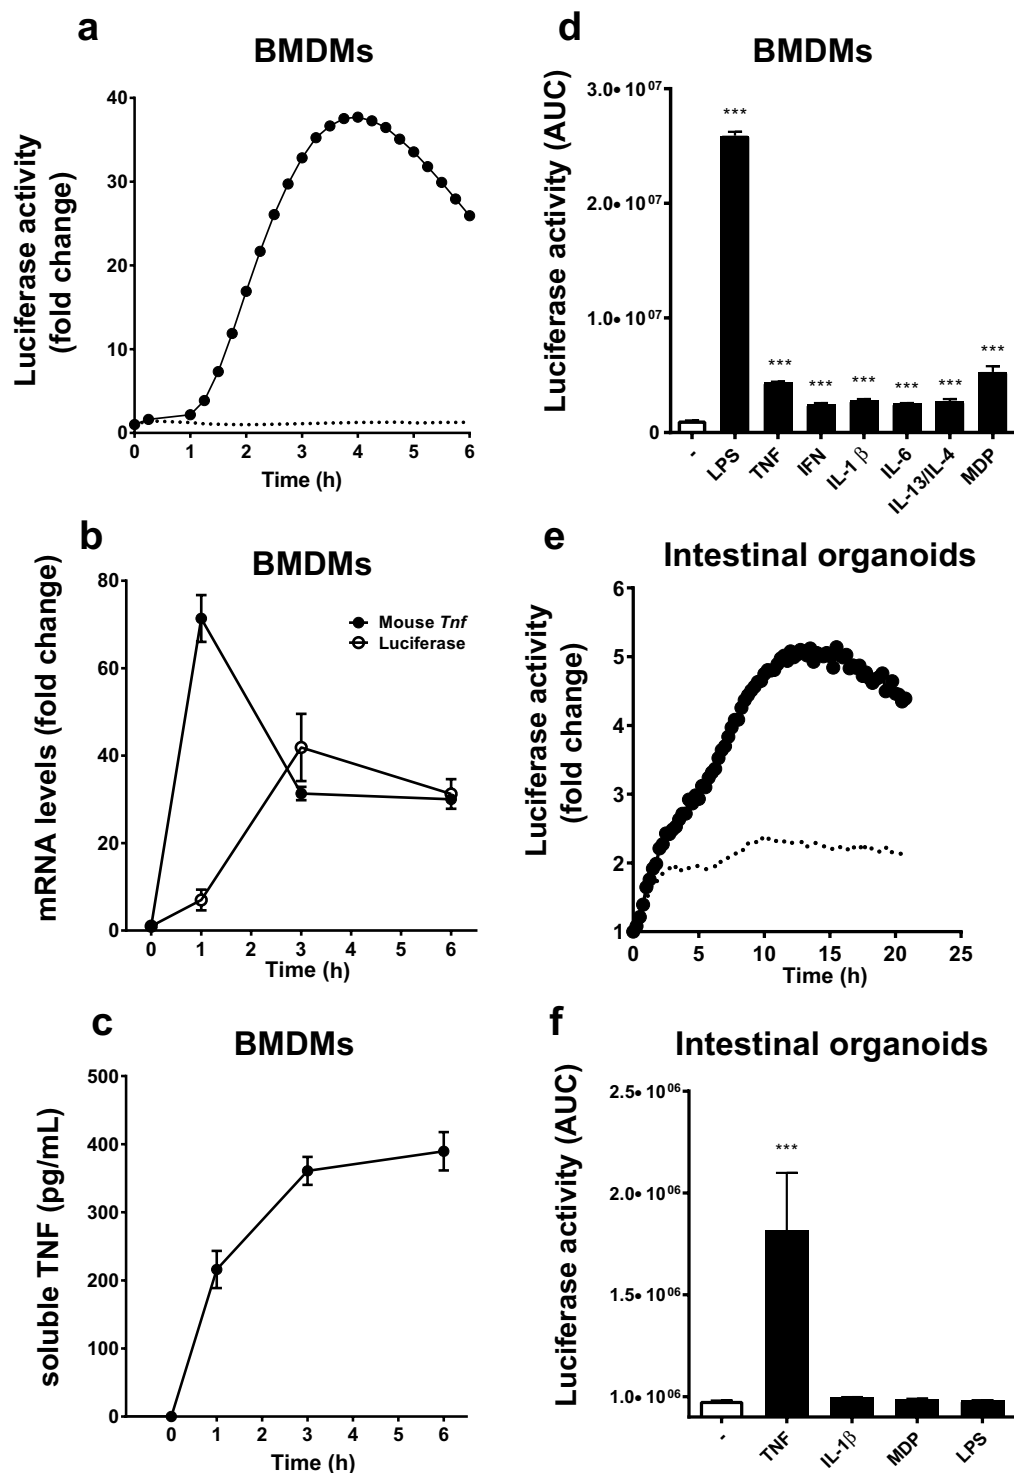 a
BMDMs
Luciferase activity
(fold change)
40
30
20
10
0
0 1 2 3 4 5 6
Time (h)
b
BMDMs
mRNA levels (fold change)
80
60
40
20
0
Mouse Tnf
Luciferase
0 1 2 3 4 5 6
Time (h)
c
BMDMs
soluble TNF (pg/mL)
500
400
300
200
100
0
0 1 2 3 4 5 6
Time (h)
d
BMDMs
Luciferase activity (AUC)
3.0• 10⁰⁷
2.0• 10⁰⁷
1.0• 10⁰⁷
0
***
***
***
***
***
***
***
-
LPS
TNF
IFN
IL-1 β
IL-6
IL-13/IL-4
MDP
e
Intestinal organoids
Luciferase activity
(fold change)
6
5
4
3
2
1
0 5 10 15 20 25
Time (h)
f
Intestinal organoids
Luciferase activity (AUC)
2.5• 10⁰⁶
2.0• 10⁰⁶
1.5• 10⁰⁶
1.0• 10⁰⁶
***
-
TNF
IL-1β
MDP
LPS